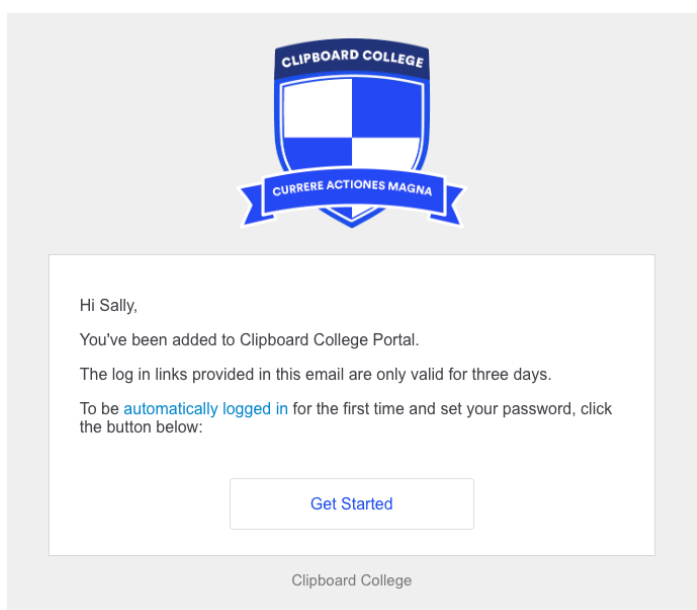 CLIPBOARD COLLEGE
CURRERE ACTIONES MAGNA
Hi Sally,
You've been added to Clipboard College Portal.
The log in links provided in this email are only valid for three days.
To be automatically logged in for the first time and set your password, click
the button below:
Get Started
Clipboard College